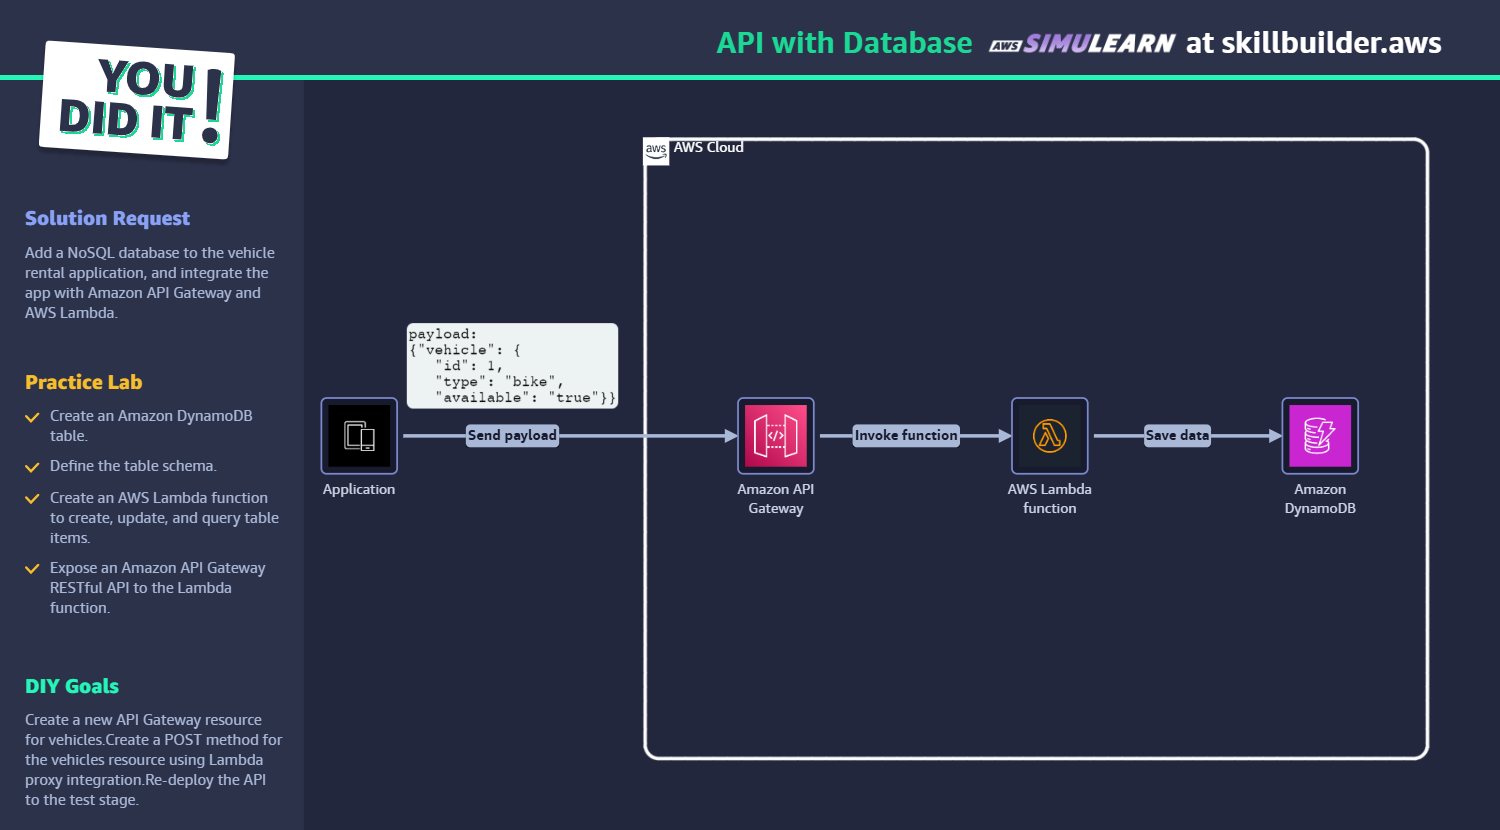 API with Database aws SIMULEARN at skillbuilder.aws
YOU
DID IT!
Solution Request
Add a NoSQL database to the vehicle
rental application, and integrate the
app with Amazon API Gateway and
AWS Lambda.
Practice Lab
Create an Amazon DynamoDB
table.
Define the table schema.
Create an AWS Lambda function
to create, update, and query table
items.
Expose an Amazon API Gateway
RESTful API to the Lambda
function.
DIY Goals
Create a new API Gateway resource
for vehicles.Create a POST method for
the vehicles resource using Lambda
proxy integration.Re-deploy the API
to the test stage.
aws AWS Cloud
payload:
{"vehicle": {
"id": 1,
"type": "bike",
"available": "true"}}
Send payload
Invoke function
Save data
Application
Amazon API
Gateway
AWS Lambda
function
Amazon
DynamoDB